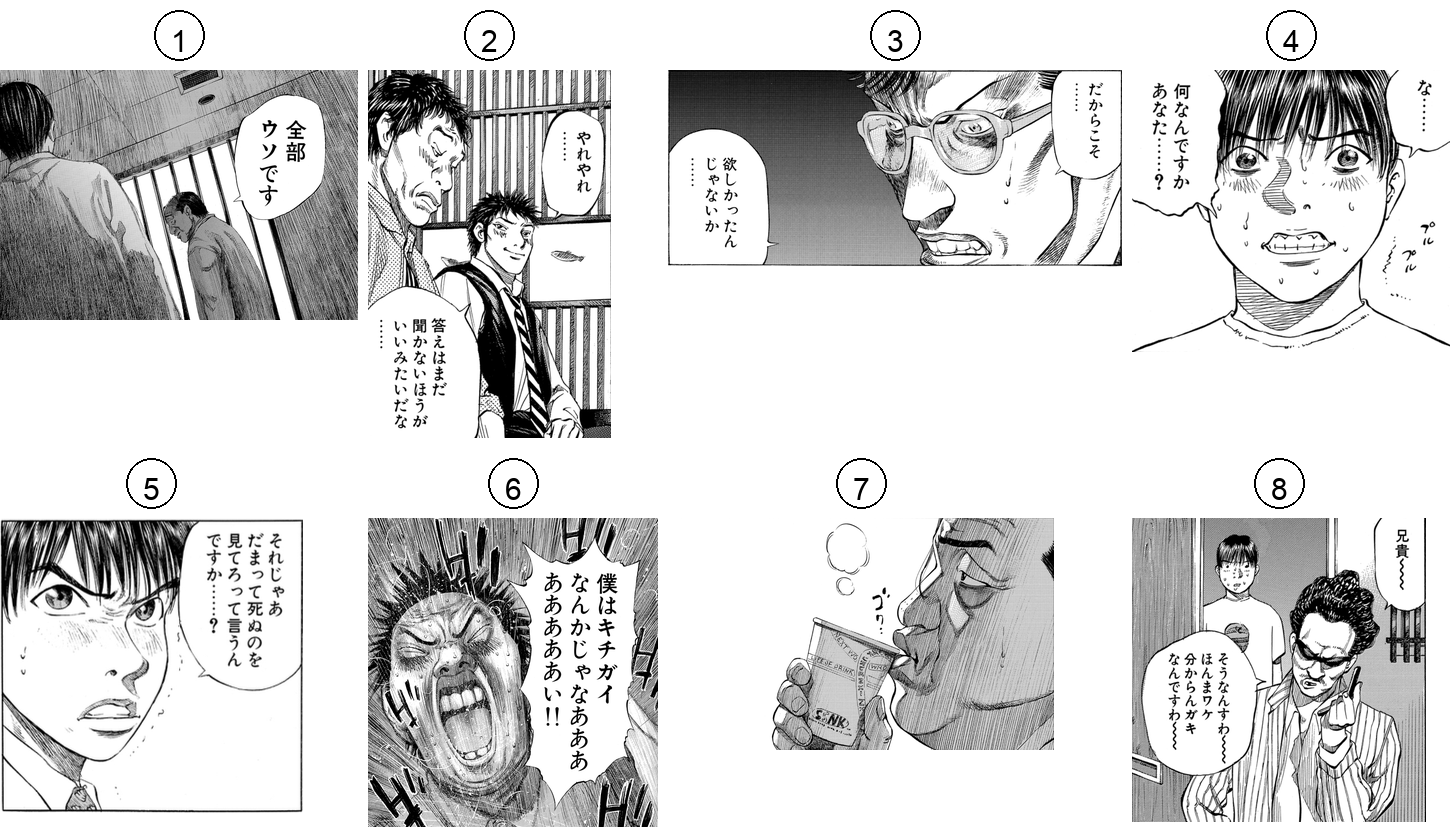 1
全部
ウソです
2
やれやれ
……
答えはまだ
聞かないほうが
いいみたいだな
……
3
だからこそ
……
欲しかったん
じゃないか
……
4
な……
何なんですか
あなた……？
プル
プル
5
それじゃあ
だまって死ぬのを
見てろって言うん
ですか……？
6
僕はキチガイ
なんかじゃなあああ
ああああああい!!
7
ゴク…
8
兄貴〜〜
そうなんすわ〜〜
ほんまワケ
分からんガキ
なんですわ〜〜